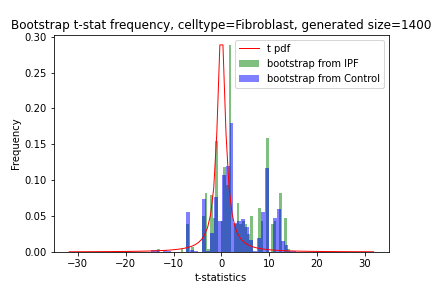 Bootstrap t-stat frequency, celltype=Fibroblast, generated size=1400
t pdf
bootstrap from IPF
bootstrap from Control
Frequency
0.30
0.25
0.20
0.15
0.10
0.05
0.00
−30 −20 −10 0 10 20 30
t-statistics